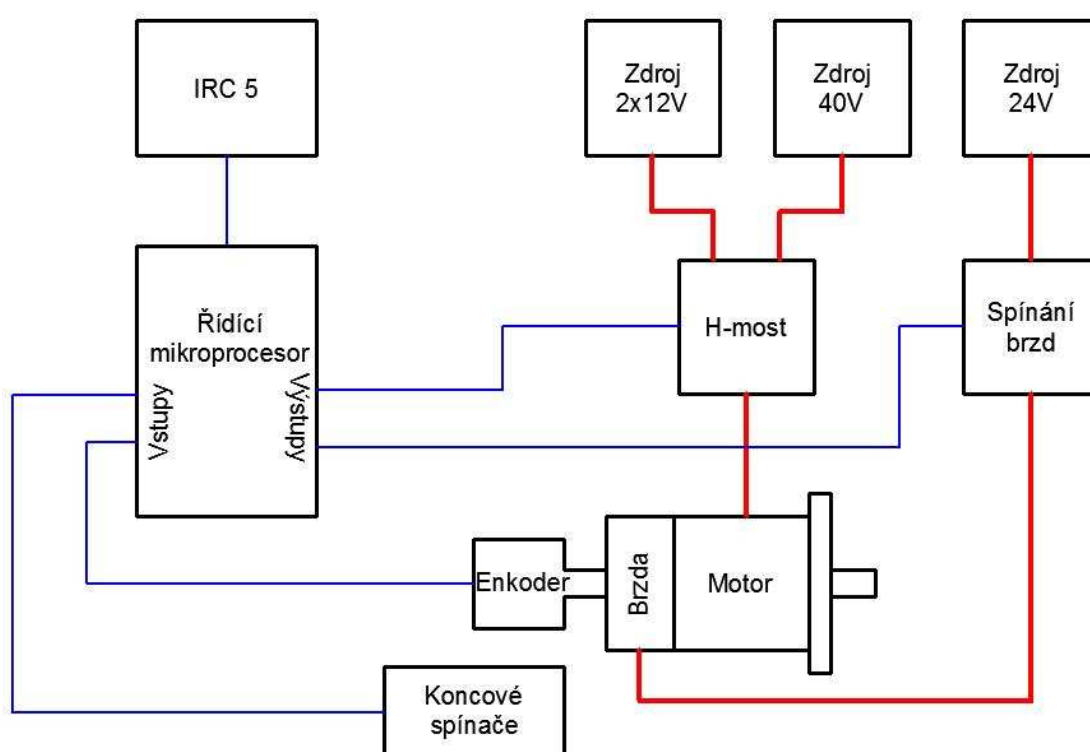 IRC 5
Zdroj
2x12V
Zdroj
40V
Zdroj
24V
Řídící
mikroprocesor
Vstupy
Výstupy
H-most
Spínání
brzd
Enkoder
Brzda
Motor
Koncové
spínače